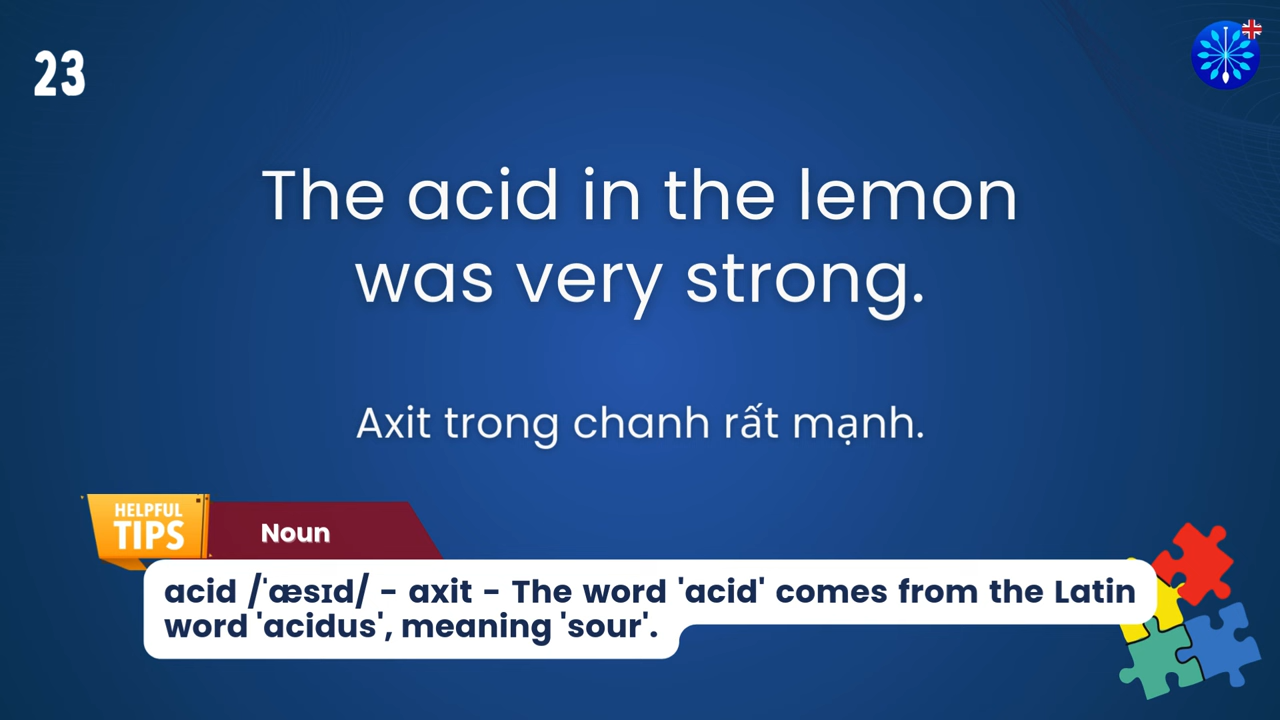 23
The acid in the lemon
was very strong.
Axit trong chanh rất mạnh.
HELPFUL
TIPS
Noun
acid /ˈæsɪd/ - axit - The word 'acid' comes from the Latin
word 'acidus', meaning 'sour'.